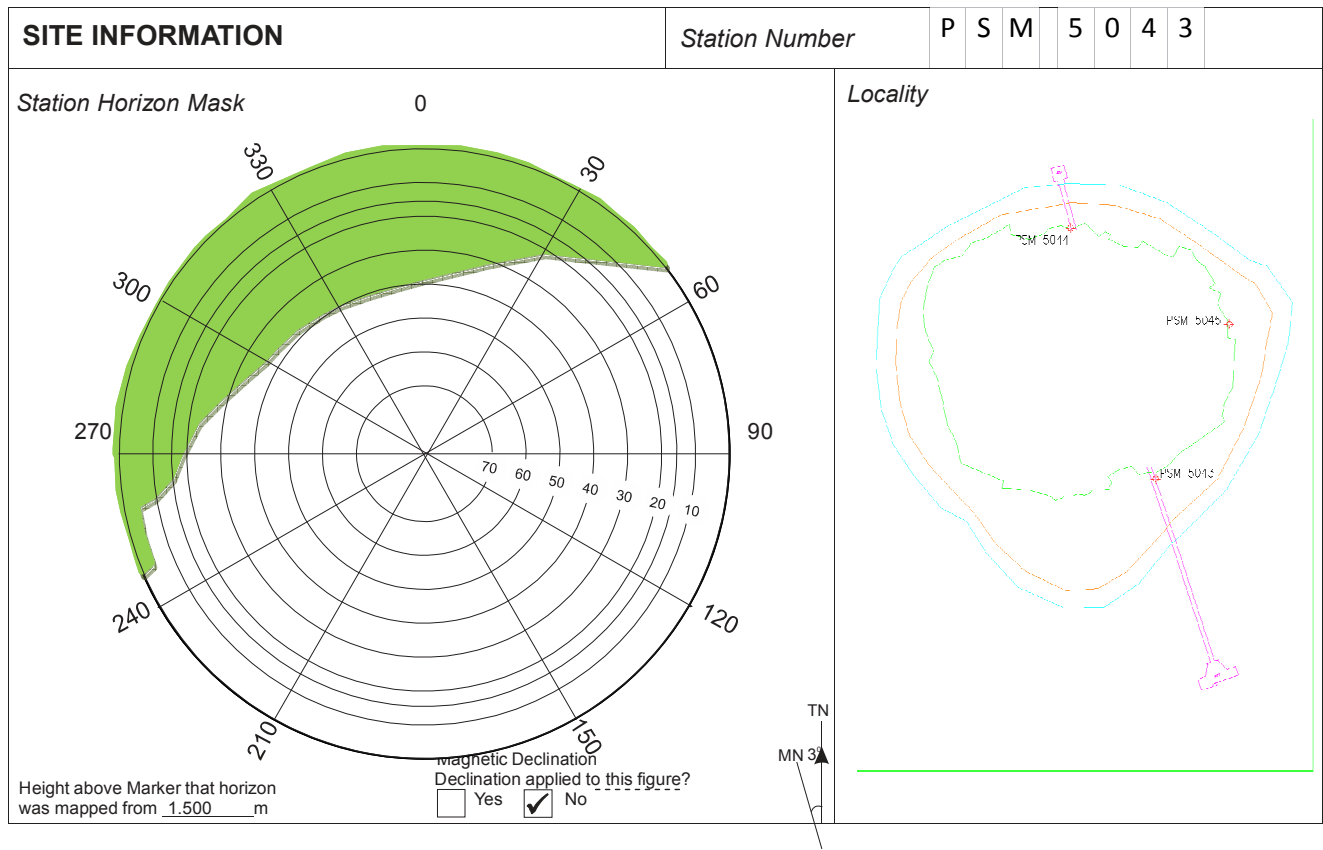 SITE INFORMATION
Station Number
P S M 5 0 4 3
Station Horizon Mask
0
Locality
330
30
300
60
270
90
70 60 50 40 30 20 10
240
120
210
150
PSM 5044
PSM 5045
PSM 5043
TN
MN 3°
Magnetic Declination
Declination applied to this figure?
Yes
No
Height above Marker that horizon
was mapped from 1.500 m